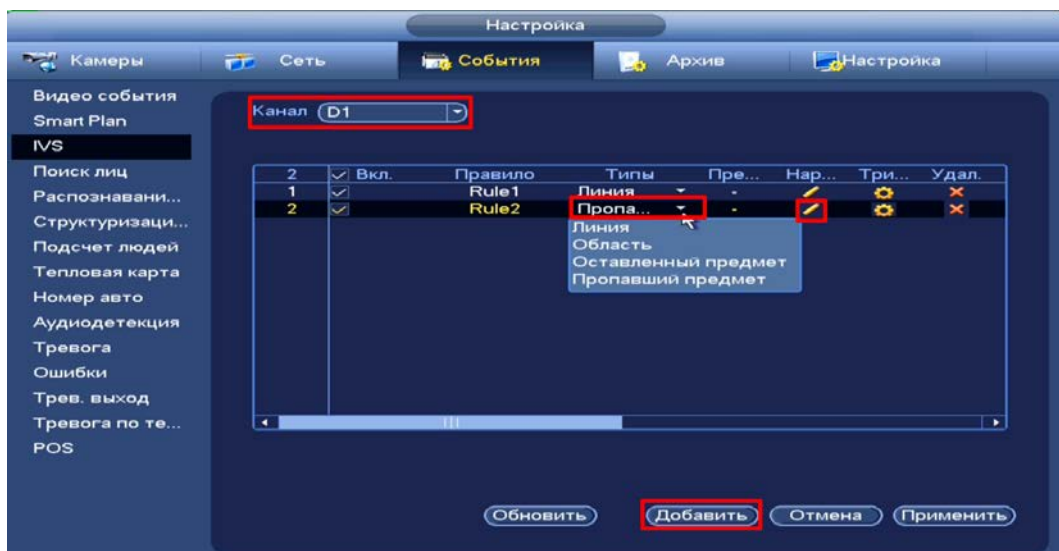 Настройка
Камеры Сеть События Архив Настройка
Видео события
Smart Plan
IVS
Поиск лиц
Распознавани...
Структуризаци...
Подсчет людей
Тепловая карта
Номер авто
Аудиодетекция
Тревога
Ошибки
Трев. выход
Тревога по те...
POS
Канал D1
2 Вкл. Правило Типы Пре... Нар... Три... Удал.
1 Rule1 Линия -
2 Rule2 Пропа... -
Линия
Область
Оставленный предмет
Пропавший предмет
Обновить Добавить Отмена Применить